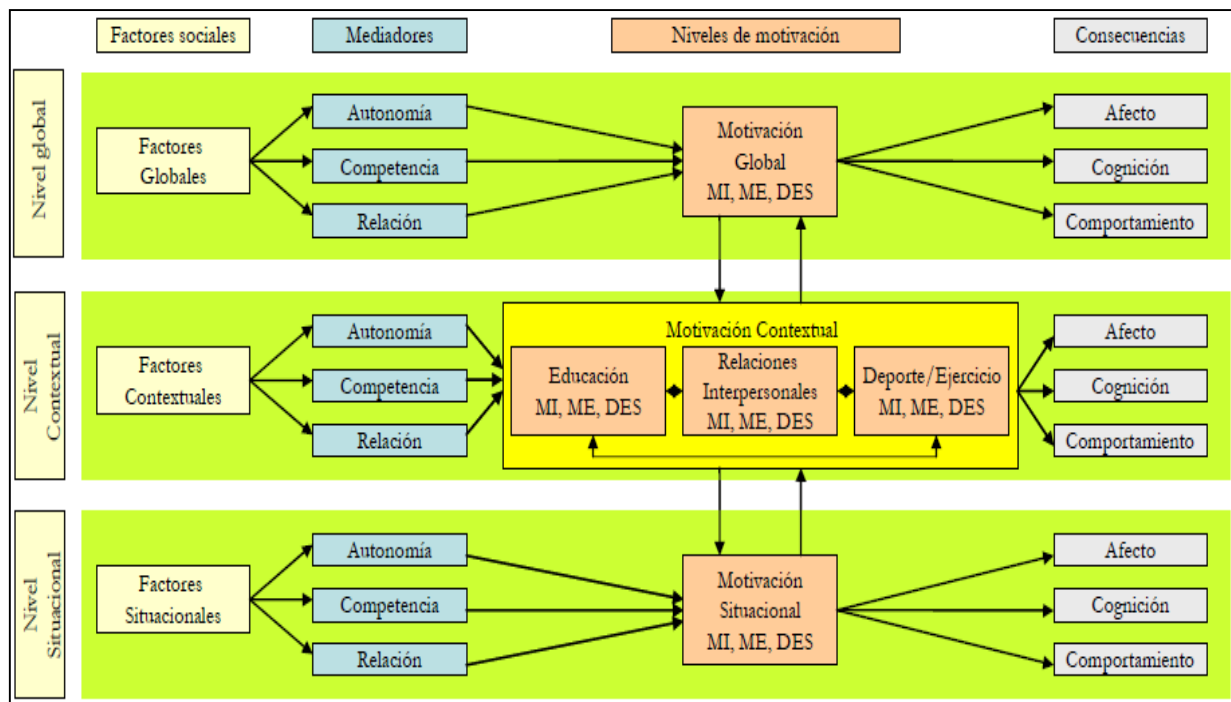 Factores sociales
Mediadores
Niveles de motivación
Consecuencias
Nivel global
Factores
Globales
Autonomía
Competencia
Relación
Motivación
Global
MI, ME, DES
Afecto
Cognición
Comportamiento
Nivel
Contextual
Factores
Contextuales
Autonomía
Competencia
Relación
Motivación Contextual
Educación
MI, ME, DES
Relaciones
Interpersonales
MI, ME, DES
Deporte/Ejercicio
MI, ME, DES
Afecto
Cognición
Comportamiento
Nivel
Situacional
Factores
Situacionales
Autonomía
Competencia
Relación
Motivación
Situacional
MI, ME, DES
Afecto
Cognición
Comportamiento